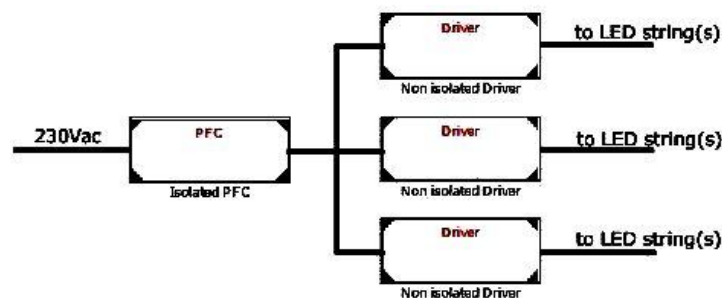 Driver
to LED string(s)
Non isolated Driver
230Vac
PFC
Isolated PFC
Driver
to LED string(s)
Non isolated Driver
Driver
to LED string(s)
Non isolated Driver